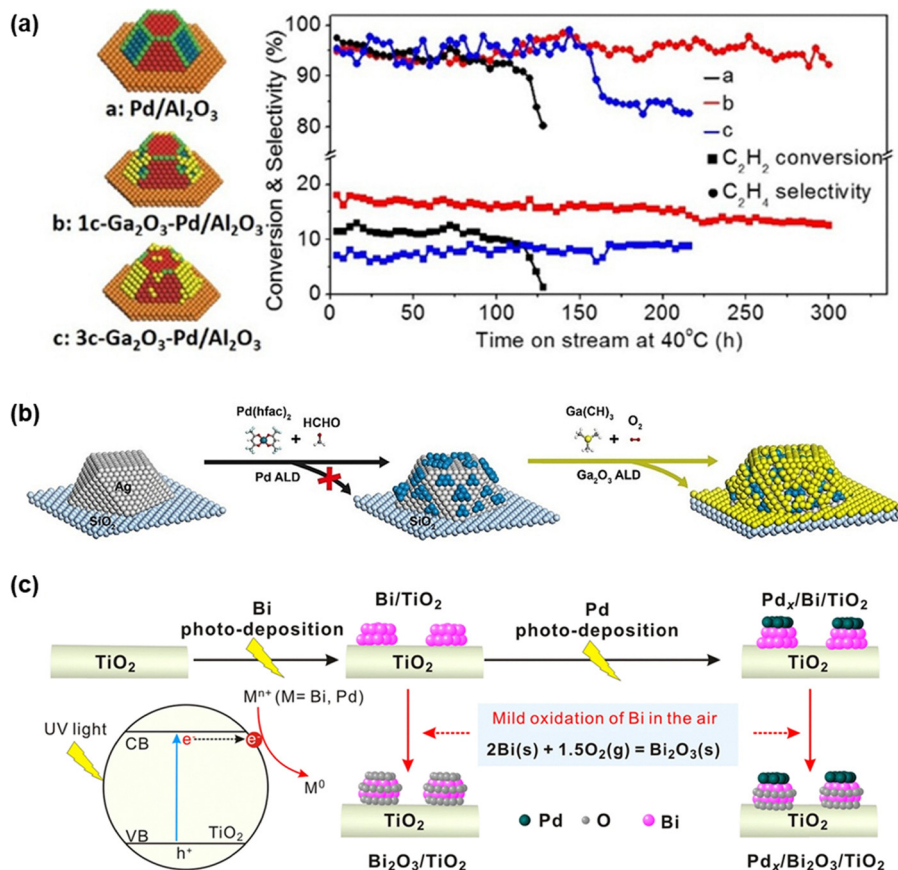 (a)
a: Pd/Al₂O₃
b: 1c-Ga₂O₃-Pd/Al₂O₃
c: 3c-Ga₂O₃-Pd/Al₂O₃
Conversion & Selectivity (%)
100
90
80
20
10
0
a
b
c
C₂H₂ conversion
C₂H₄ selectivity
0 50 100 150 200 250 300
Time on stream at 40°C (h)
(b)
Ag
SiO₂
Pd(hfac)₂
+
HCHO
Pd ALD
SiO₂
Ga(CH)₃
+
O₂
Ga₂O₃ ALD
(c)
TiO₂
Bi
photo-deposition
Bi/TiO₂
TiO₂
Pd
photo-deposition
Pdₓ/Bi/TiO₂
TiO₂
UV light
CB
e⁻
e⁻
Mⁿ⁺ (M= Bi, Pd)
M⁰
VB
h⁺
TiO₂
Mild oxidation of Bi in the air
2Bi(s) + 1.5O₂(g) = Bi₂O₃(s)
TiO₂
Bi₂O₃/TiO₂
Pd O Bi
TiO₂
Pdₓ/Bi₂O₃/TiO₂